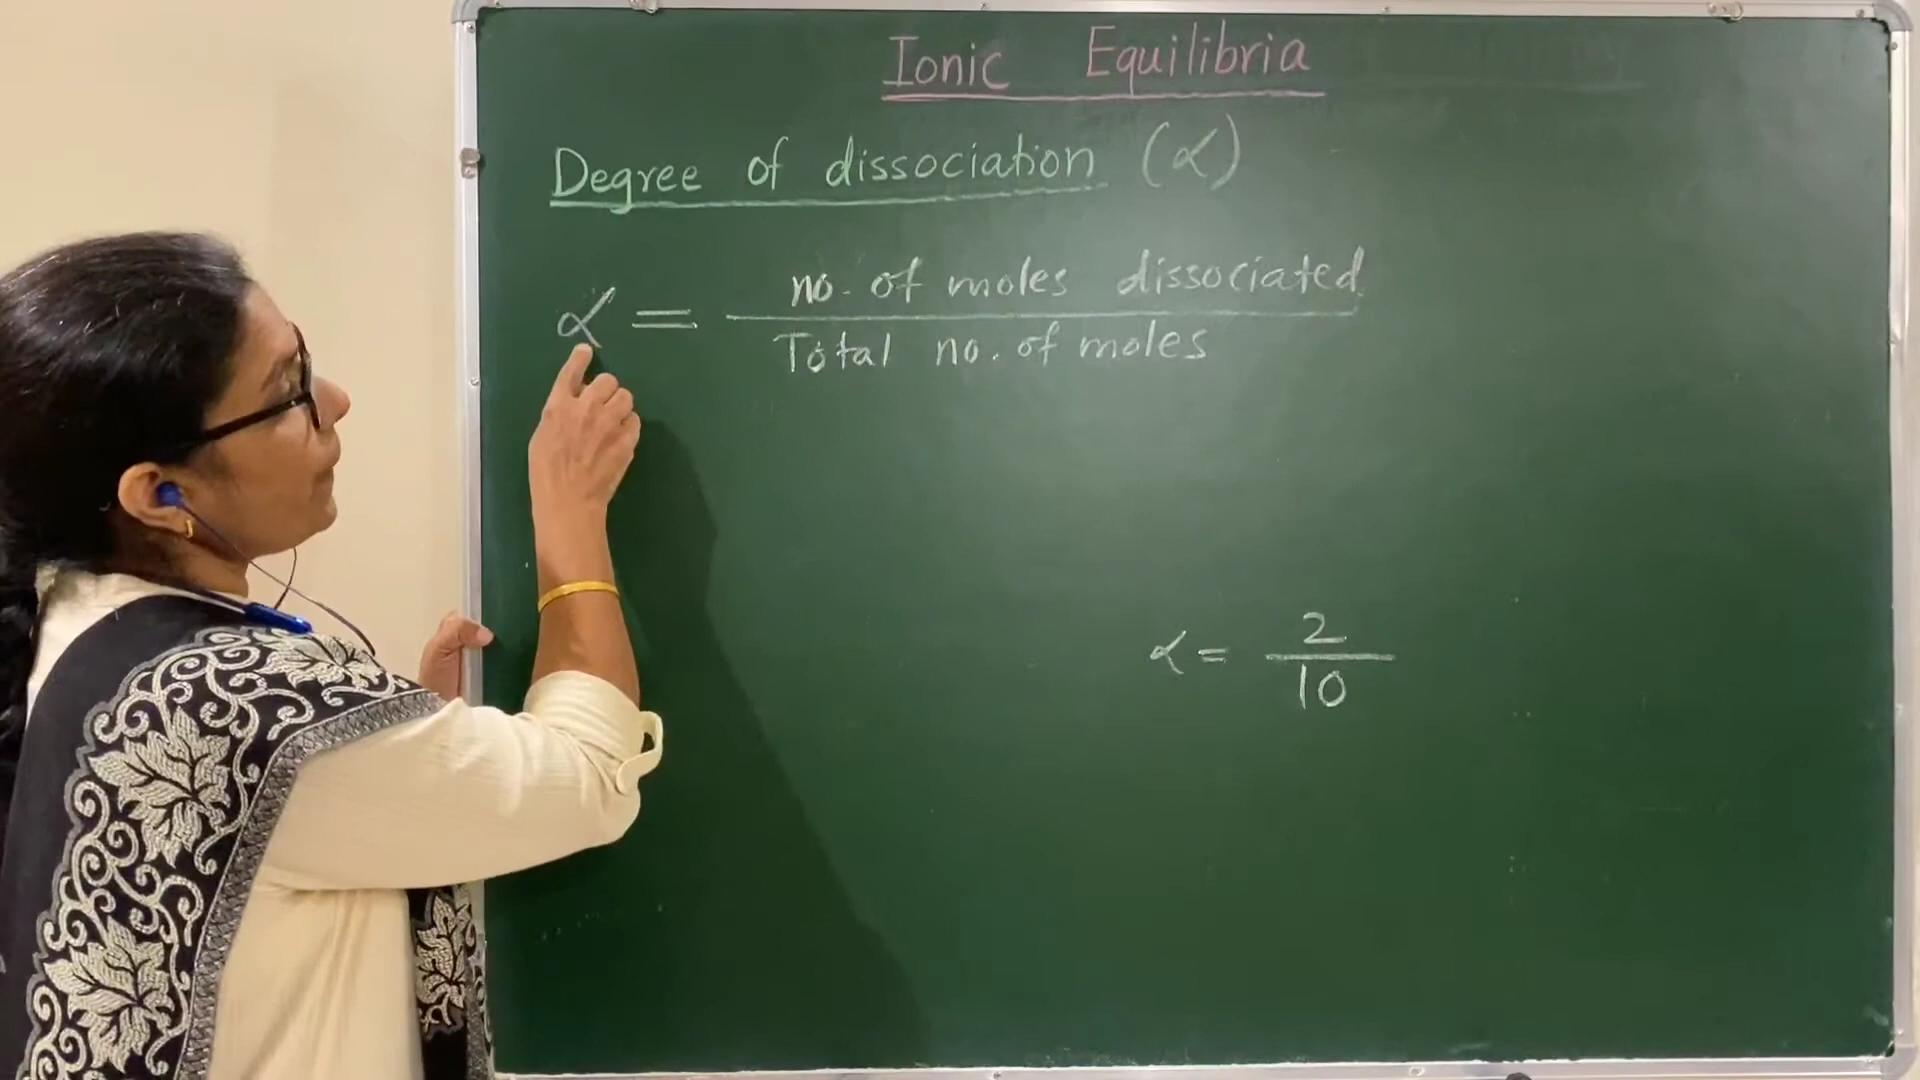 Ionic Equilibria
Degree of dissociation (α)
α = no. of moles dissociated
Total no. of moles
α = 2
10